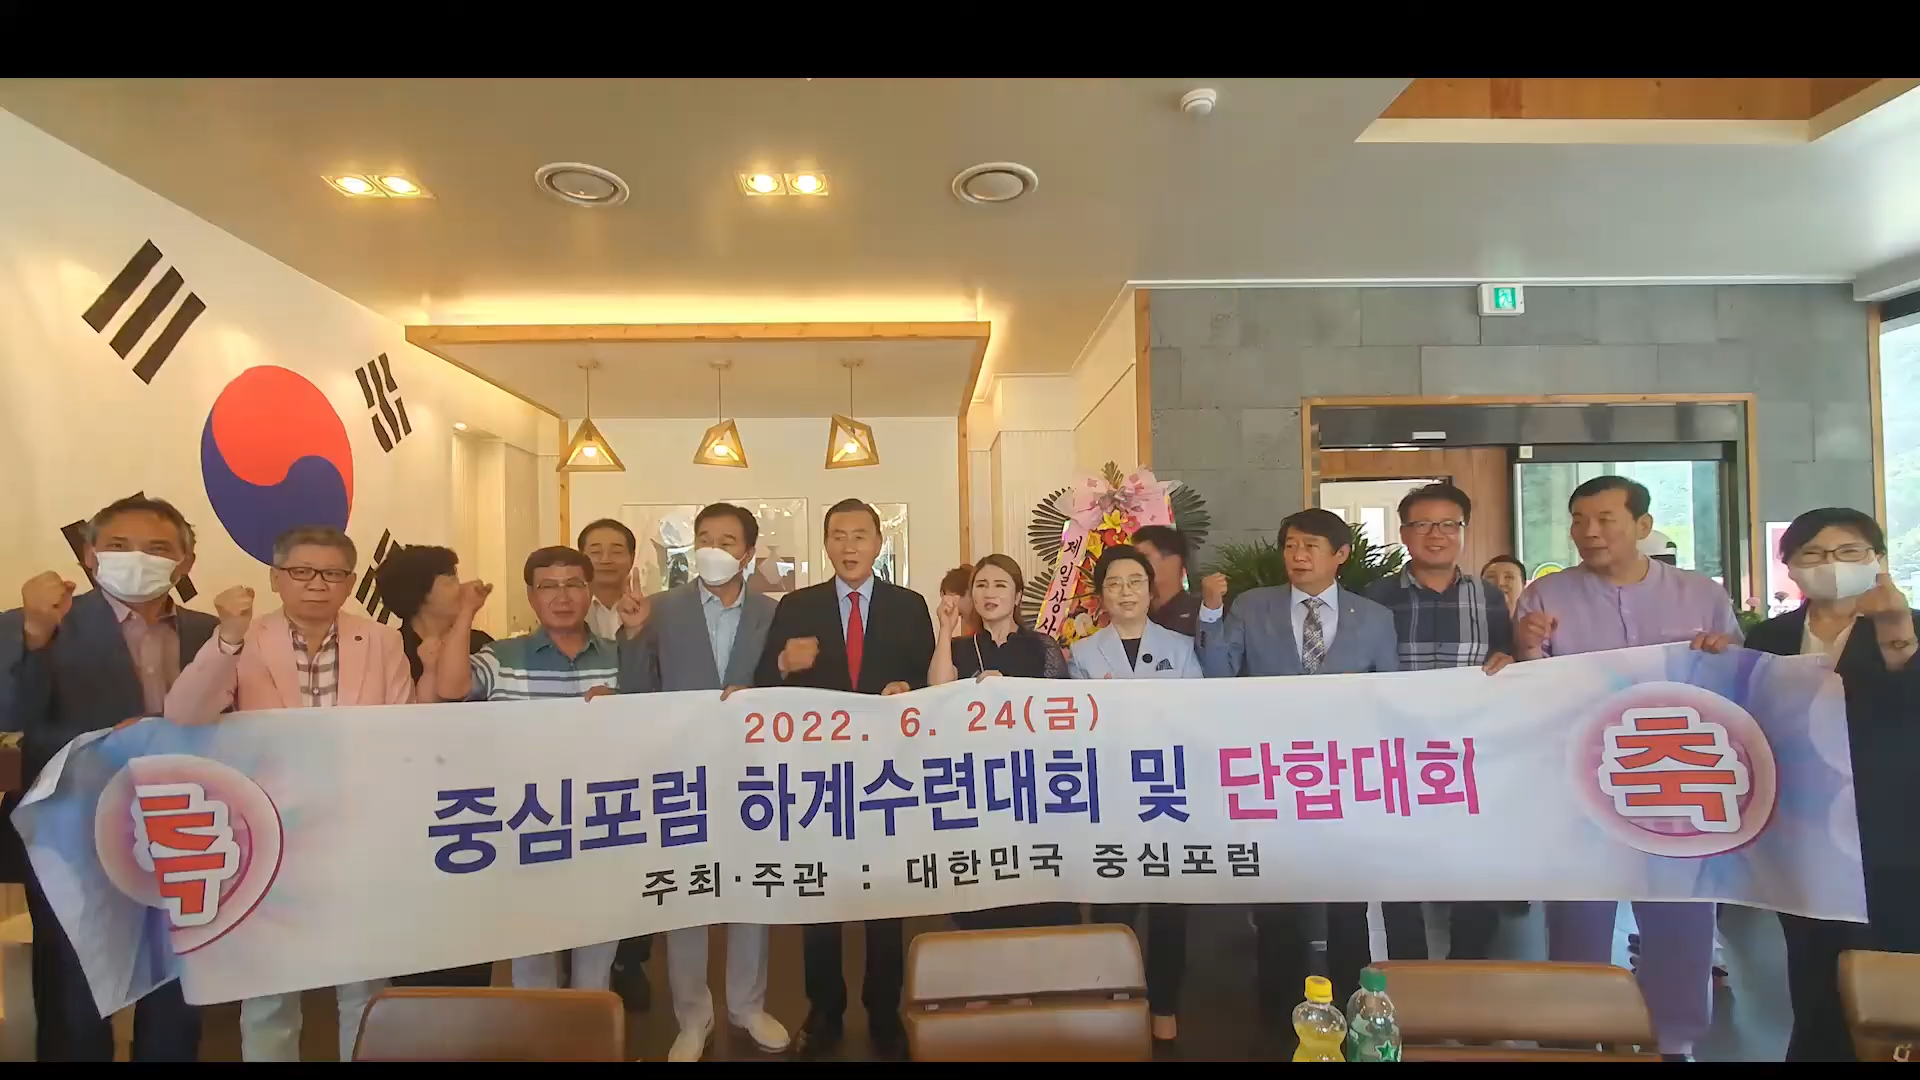 제일상사
2022. 6. 24(금)
축 중심포럼 하계수련대회 및 단합대회 축
주최·주관 : 대한민국 중심포럼